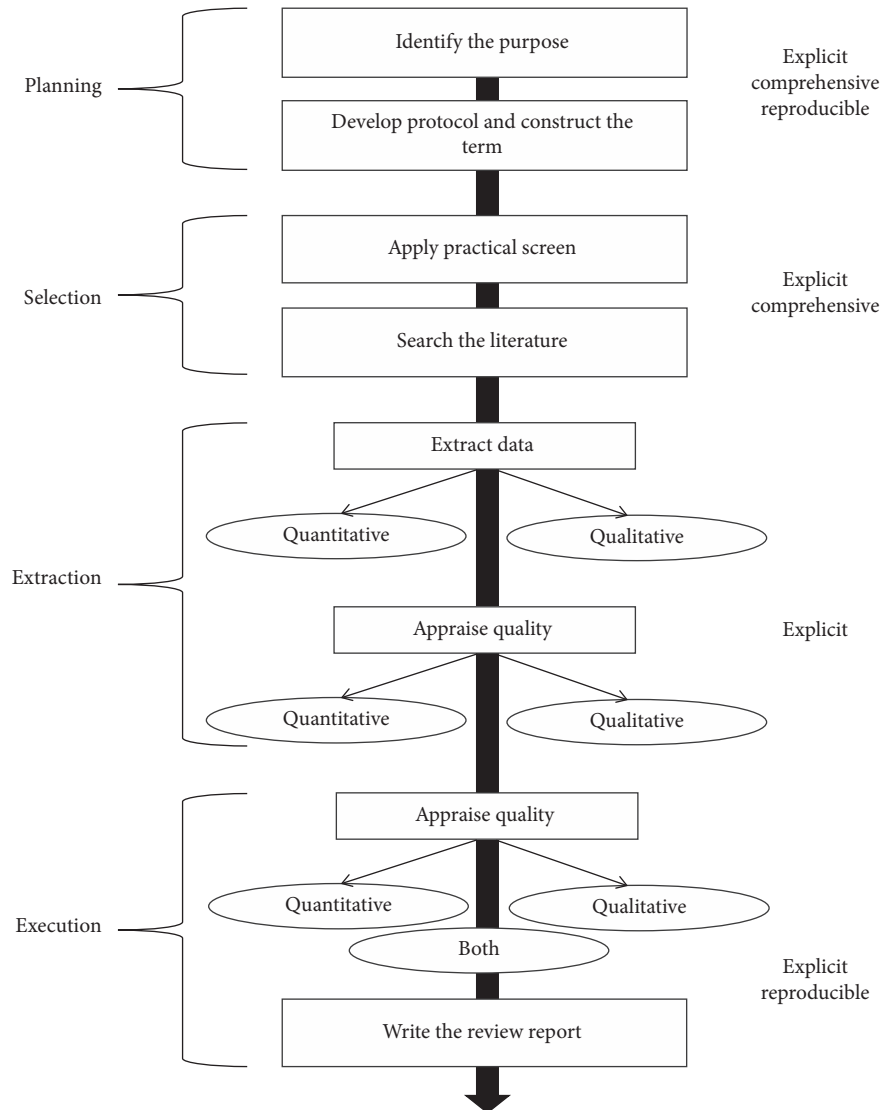 Identify the purpose
Planning
Explicit
comprehensive
reproducible
Develop protocol and construct the
term
Apply practical screen
Selection
Explicit
comprehensive
Search the literature
Extract data
Quantitative
Qualitative
Extraction
Appraise quality
Explicit
Quantitative
Qualitative
Appraise quality
Quantitative
Qualitative
Execution
Both
Explicit
reproducible
Write the review report